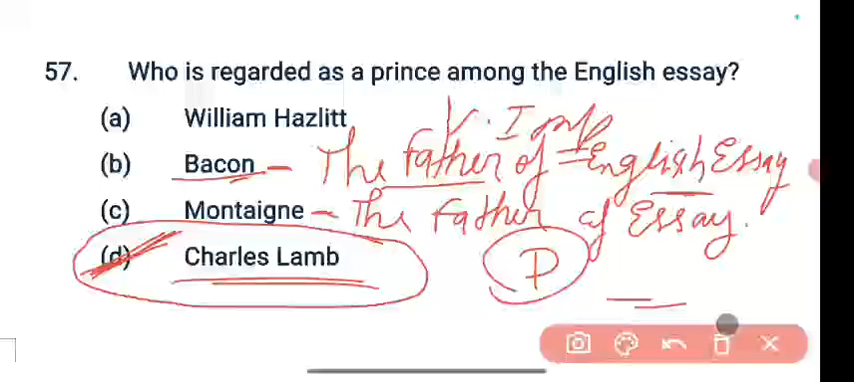 57. Who is regarded as a prince among the English essay?
(a) William Hazlitt
V. Imp
(b) Bacon - The father of English Essay
(c) Montaigne - The Father of Essay.
(d) Charles Lamb
P